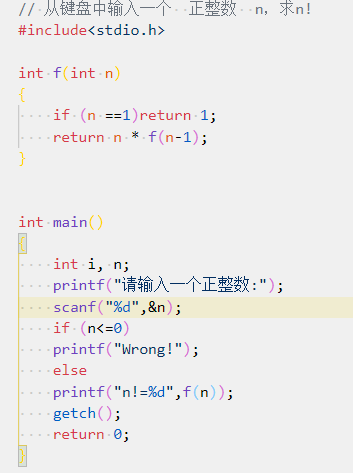 // 从键盘中输入一个  正整数  n，求n!
#include<stdio.h>
int f(int n)
{
    if (n ==1)return 1;
    return n * f(n-1);
}
int main()
{
    int i, n;
    printf("请输入一个正整数:");
    scanf("%d",&n);
    if (n<=0)
    printf("Wrong!");
    else
    printf("n!=%d",f(n));
    getch();
    return 0;
}